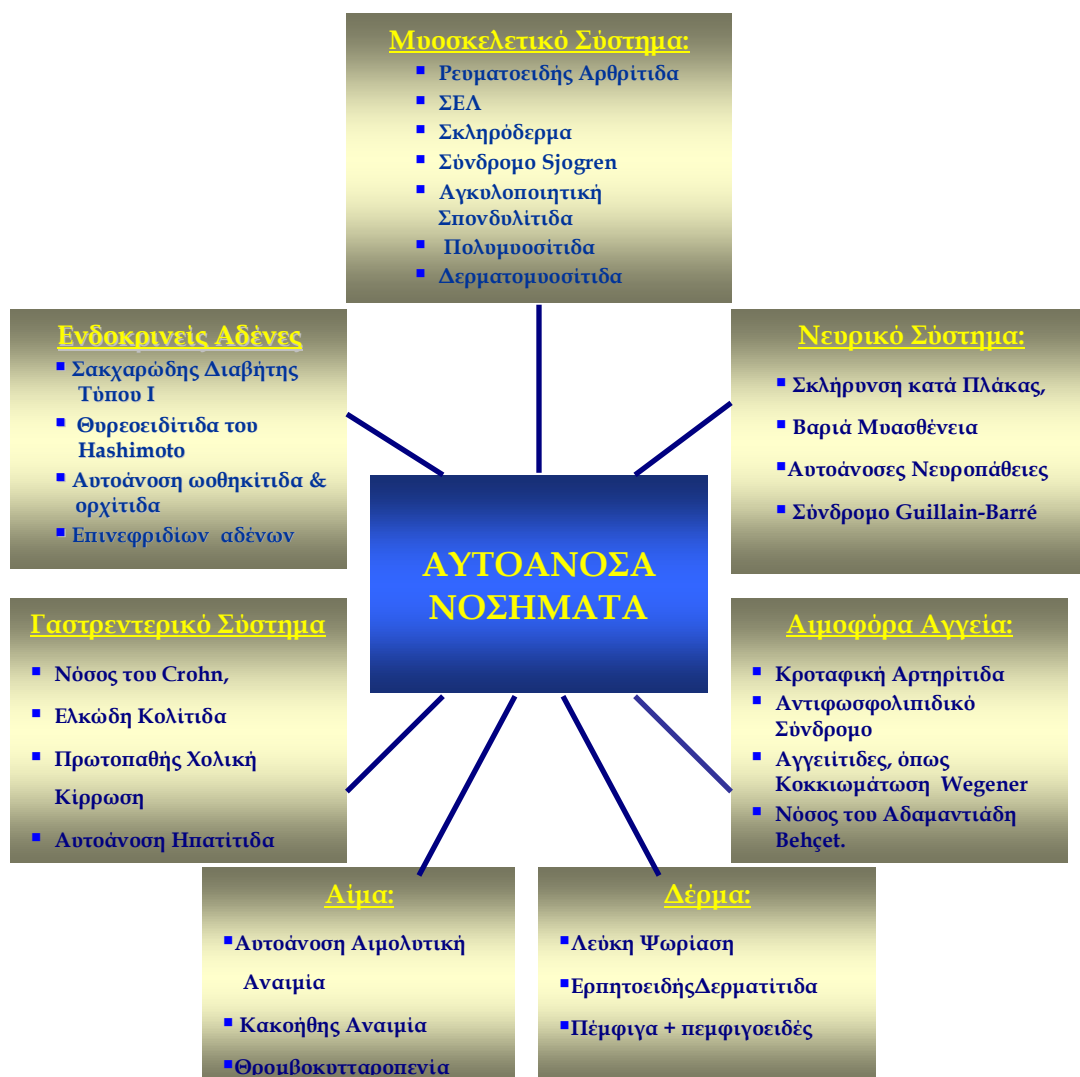 Μυοσκελετικό Σύστημα:
▪ Ρευματοειδής Αρθρίτιδα
▪ ΣΕΛ
▪ Σκληρόδερμα
▪ Σύνδρομο Sjogren
▪ Αγκυλοποιητική
Σπονδυλίτιδα
▪ Πολυμυοσίτιδα
▪ Δερματομυοσίτιδα
Ενδοκρινείς Αδένες
▪ Σακχαρώδης Διαβήτης
Τύπου Ι
▪ Θυρεοειδίτιδα του
Hashimoto
▪ Αυτοάνοση ωοθηκίτιδα &
ορχίτιδα
▪ Επινεφριδίων αδένων
Νευρικό Σύστημα:
▪ Σκλήρυνση κατά Πλάκας,
▪ Βαριά Μυασθένεια
▪Αυτοάνοσες Νευροπάθειες
▪ Σύνδρομο Guillain-Barré
ΑΥΤΟΑΝΟΣΑ
ΝΟΣΗΜΑΤΑ
Γαστρεντερικό Σύστημα
▪ Νόσος του Crohn,
▪ Ελκώδη Κολίτιδα
▪ Πρωτοπαθής Χολική
Κίρρωση
▪ Αυτοάνοση Ηπατίτιδα
Αιμοφόρα Αγγεία:
▪ Κροταφική Αρτηρίτιδα
▪ Αντιφωσφολιπιδικό
Σύνδρομο
▪ Αγγειίτιδες, όπως
Κοκκιωμάτωση Wegener
▪ Νόσος του Αδαμαντιάδη
Behçet.
Αίμα:
▪Αυτοάνοση Αιμολυτική
Αναιμία
▪ Κακοήθης Αναιμία
▪Θρομβοκυτταροπενία
Δέρμα:
▪Λεύκη Ψωρίαση
▪ΕρπητοειδήςΔερματίτιδα
▪Πέμφιγα + πεμφιγοειδές